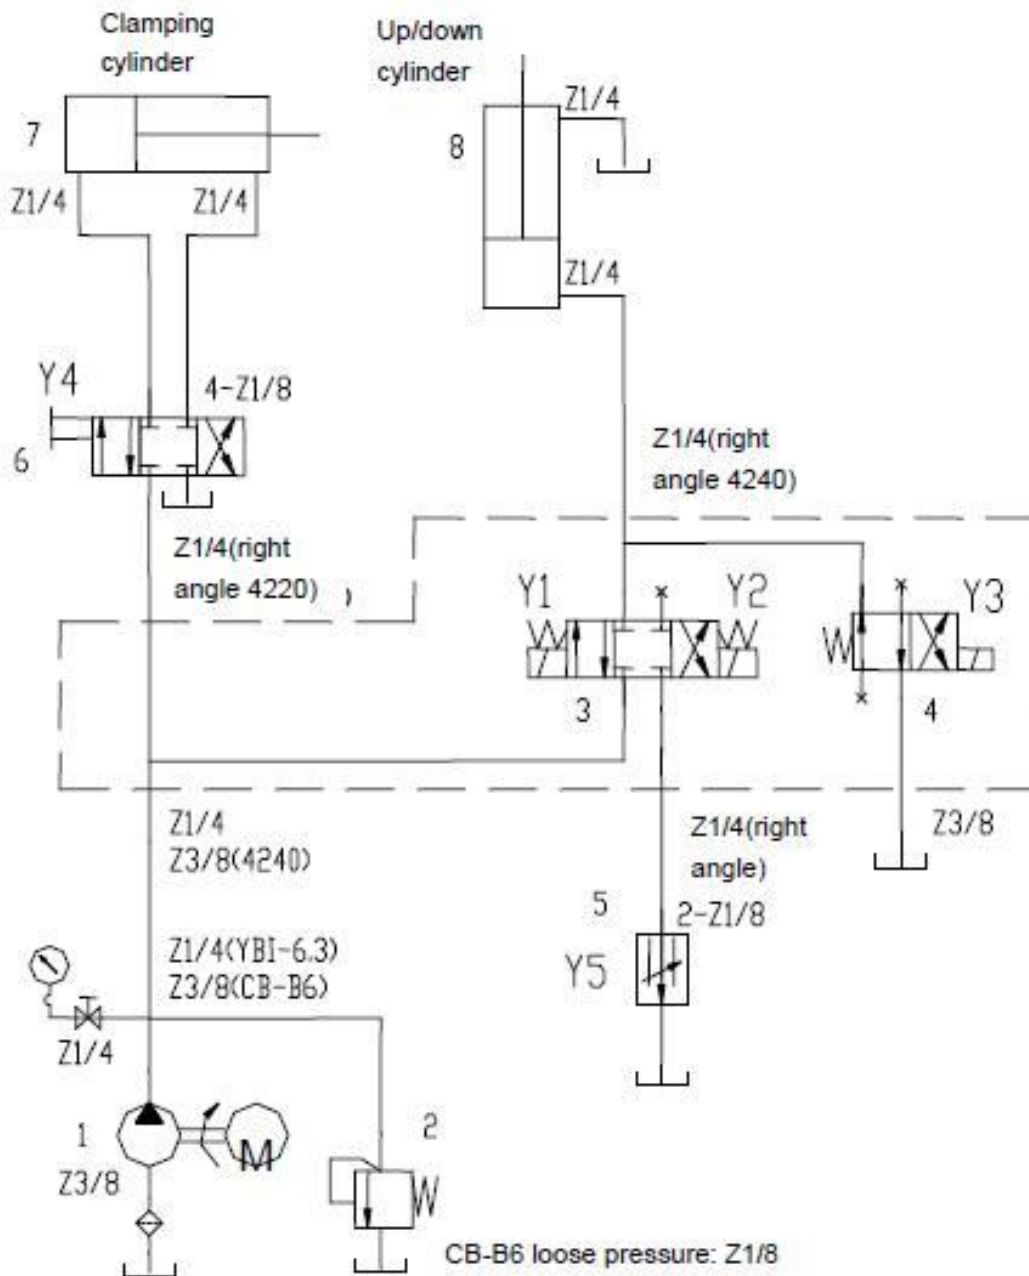 Clamping
cylinder
Up/down
cylinder
7
Z1/4
Z1/4
8
Z1/4
Z1/4
Y4
4-Z1/8
6
Z1/4(right
angle 4220)
)
Z1/4(right
angle 4240)
Y1
Y2
Y3
3
4
Z1/4
Z3/8(4240)
Z1/4(right
angle)
Z3/8
5
2-Z1/8
Y5
Z1/4(YBI-6.3)
Z3/8(CB-B6)
Z1/4
1
Z3/8
M
2
CB-B6 loose pressure: Z1/8